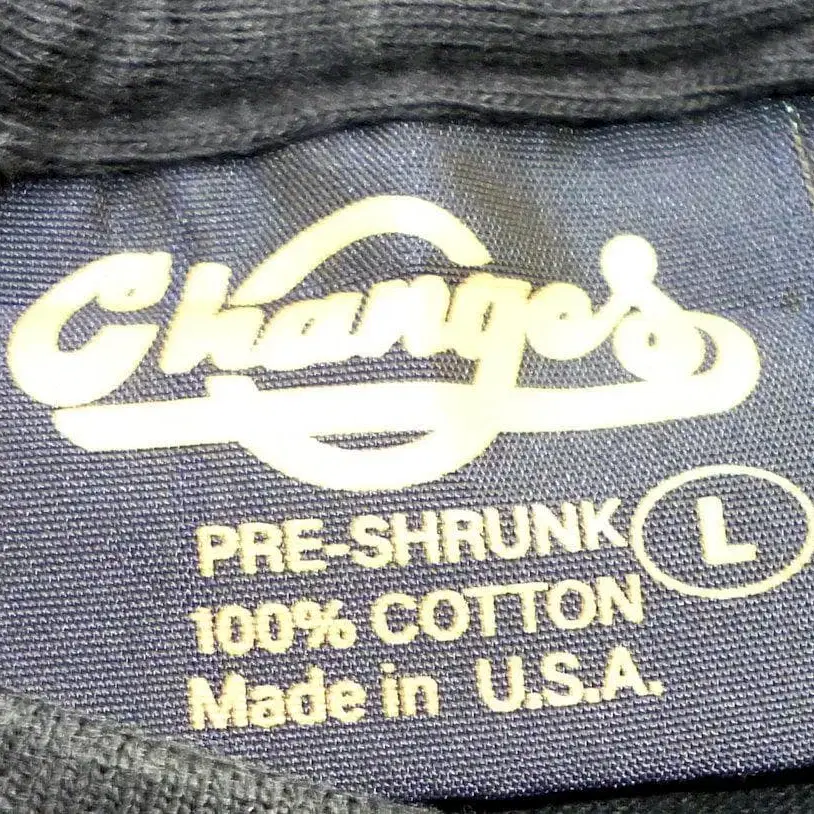 Changes
PRE-SHRUNK
L
100% COTTON
Made in U.S.A.